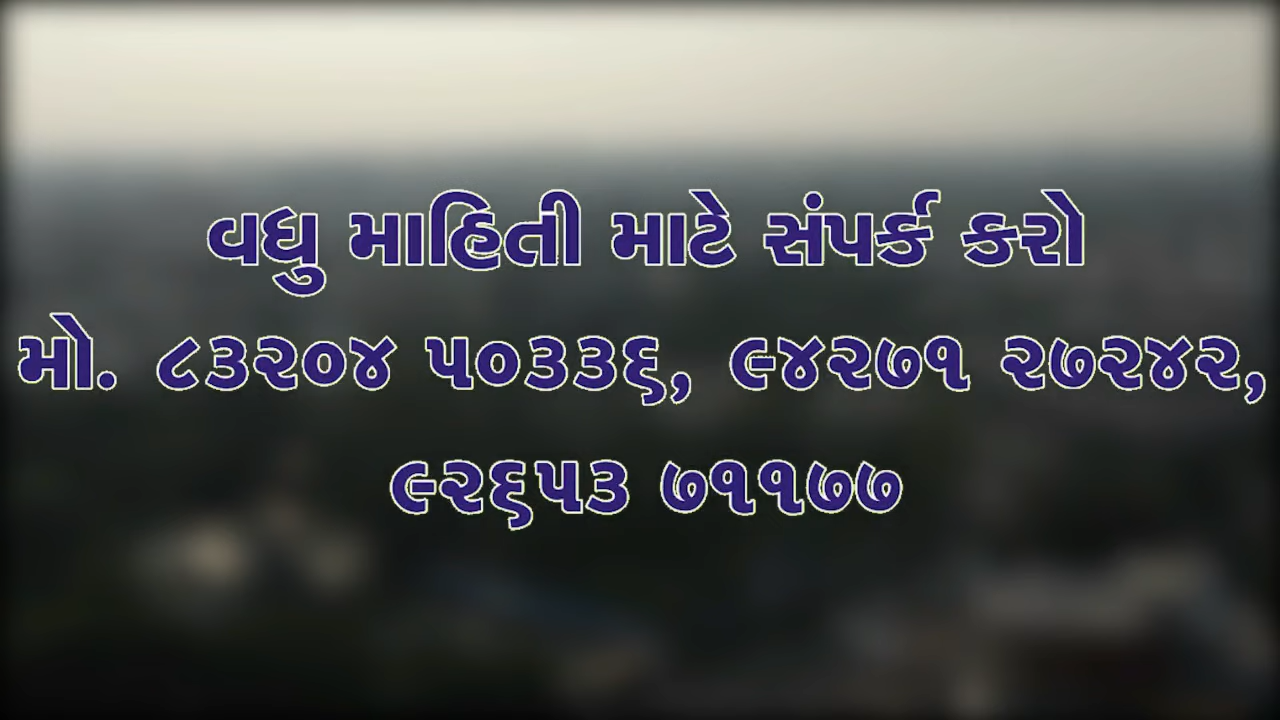 વધુ માહિતી માટે સંપર્ક કરો
મો. ૮૩૨૦૪ ૫૦૩૩૬, ૯૪૨૭૧ ૨૭૨૪૨,
૯૨૬૫૩ ૭૧૧૭૭